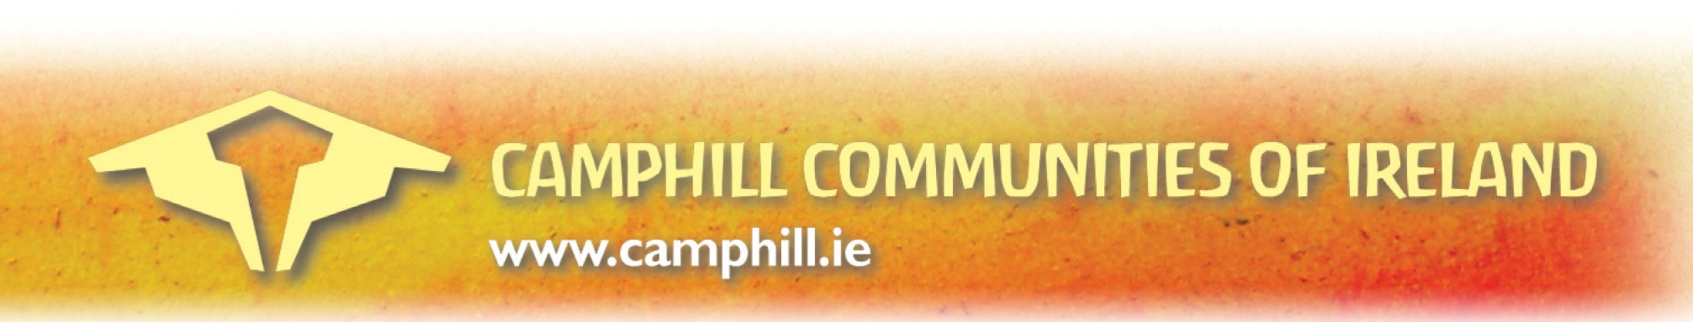 CAMPHILL COMMUNITIES OF IRELAND
www.camphill.ie